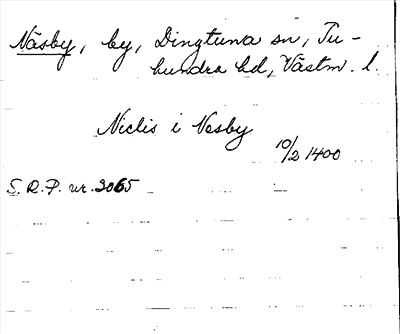 Näsby, by, Dingtuna sn, Tu-
hundra hd, Västm. l.
Niclis i Nesby
10/2 1400
S.R.P. nr. 3065